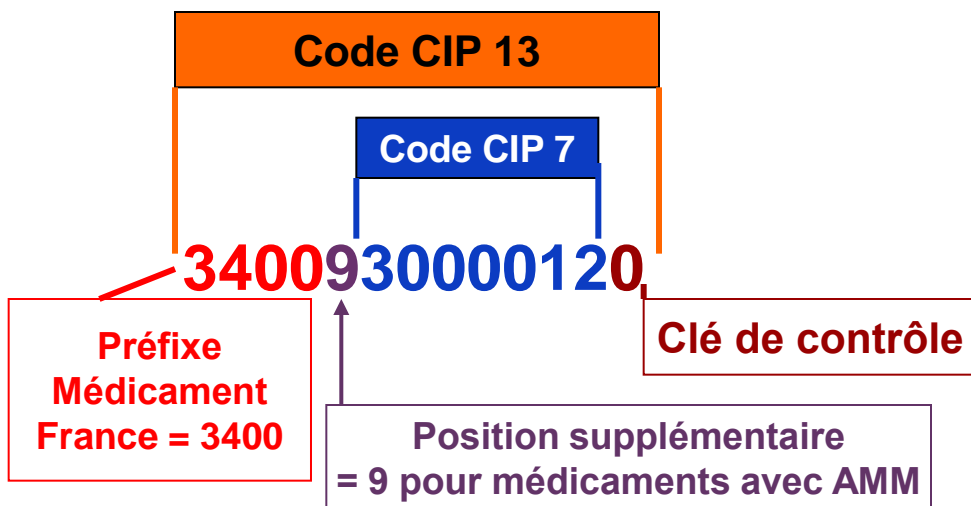 Code CIP 13
Code CIP 7
3400930000120
Préfixe
Médicament
France = 3400
Clé de contrôle
Position supplémentaire
= 9 pour médicaments avec AMM